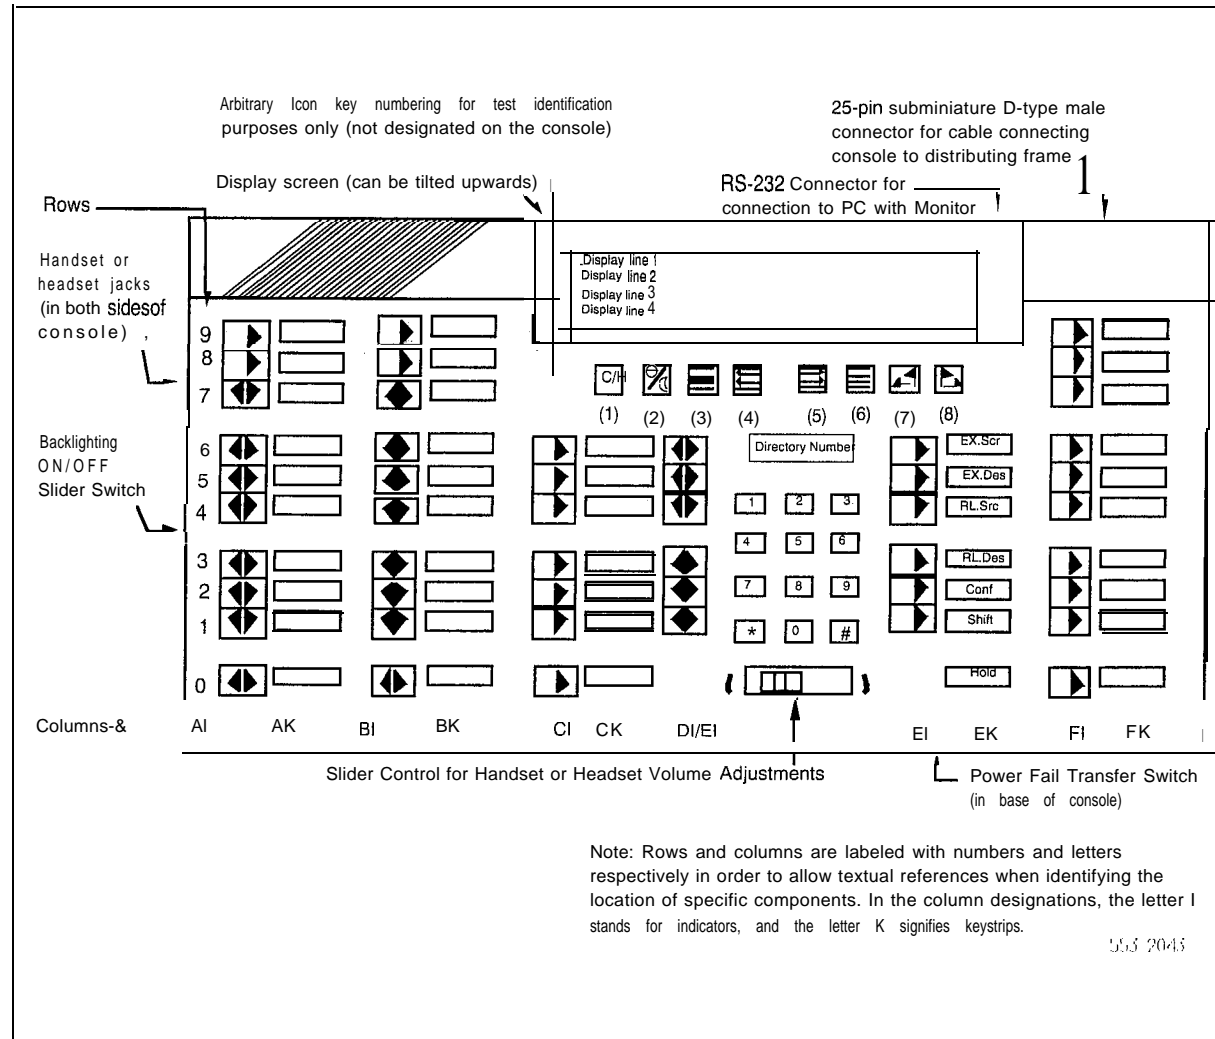 Arbitrary Icon key numbering for test identification
purposes only (not designated on the console)
25-pin subminiature D-type male
connector for cable connecting
console to distributing frame
Display screen (can be tilted upwards)
RS-232 Connector for
connection to PC with Monitor
Rows
Handset or
headset jacks
(in both sidesof
console) ,
Display line 1
Display line 2
Display line 3
Display line 4
9
8
7
C/H
(1) (2) (3) (4) (5) (6) (7) (8)
Backlighting
ON/OFF
Slider Switch
6
5
4
Directory Number
EX.Scr
EX.Des
RL.Src
1 2 3
4 5 6
7 8 9
* 0 #
3
2
1
RL.Des
Conf
Shift
0
Hold
Columns-& AI AK BI BK CI CK DI/EI EI EK FI FK
Slider Control for Handset or Headset Volume Adjustments
Power Fail Transfer Switch
(in base of console)
Note: Rows and columns are labeled with numbers and letters
respectively in order to allow textual references when identifying the
location of specific components. In the column designations, the letter I
stands for indicators, and the letter K signifies keystrips.
553 2043